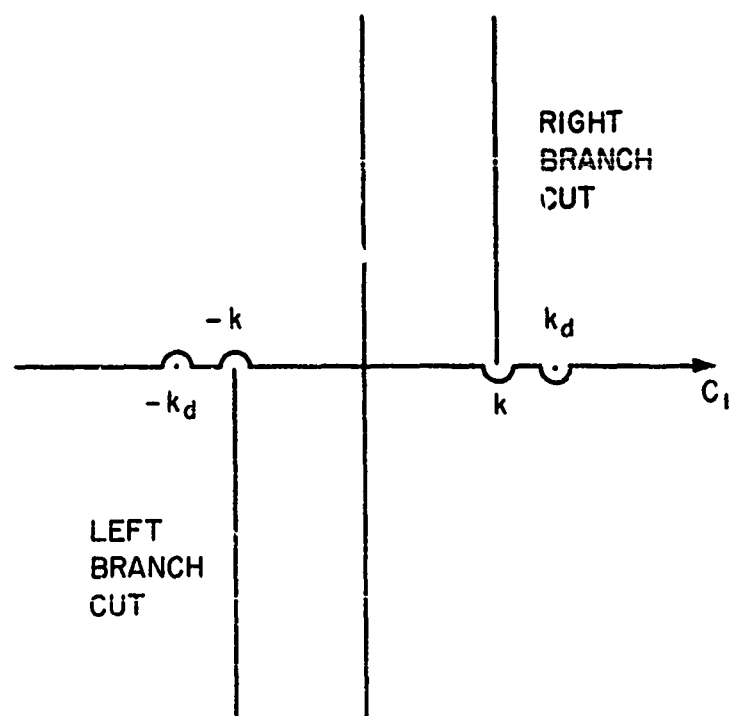 RIGHT
BRANCH
CUT
-k
k_d
-k_d
k
C_1
LEFT
BRANCH
CUT